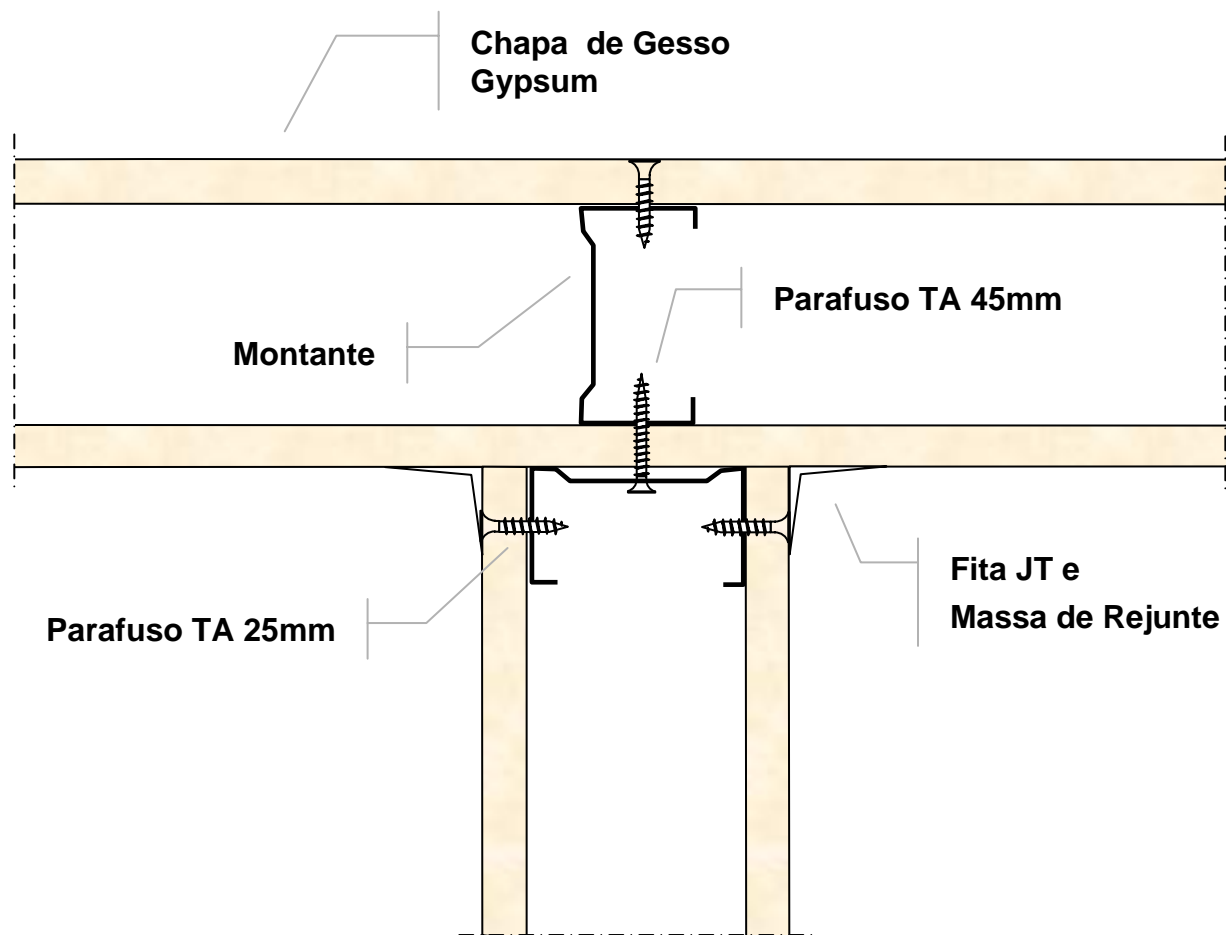 Chapa de Gesso
Gypsum
Parafuso TA 45mm
Montante
Fita JT e
Massa de Rejunte
Parafuso TA 25mm